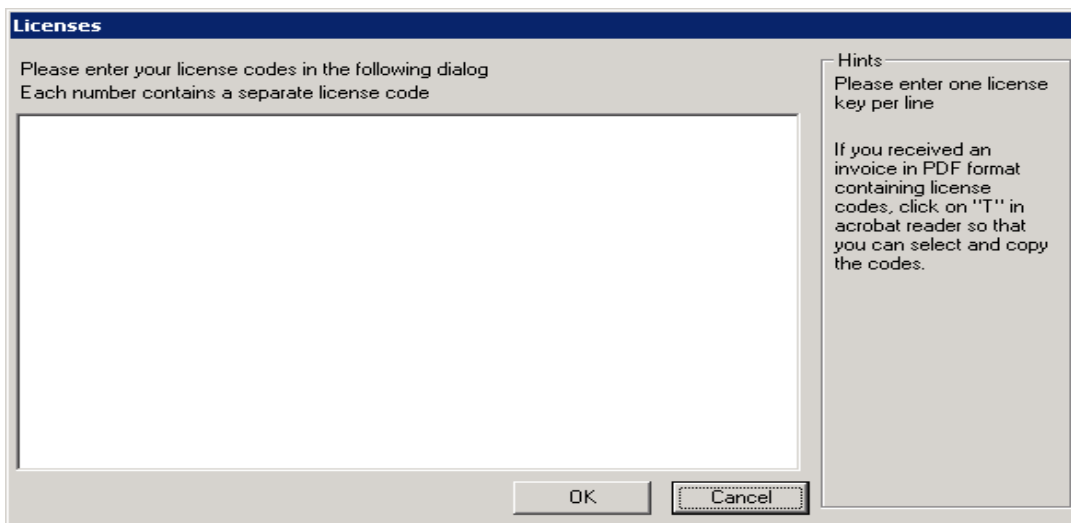 Licenses
Please enter your license codes in the following dialog
Each number contains a separate license code
Hints
Please enter one license
key per line
If you received an
invoice in PDF format
containing license
codes, click on "T" in
acrobat reader so that
you can select and copy
the codes.
OK
Cancel